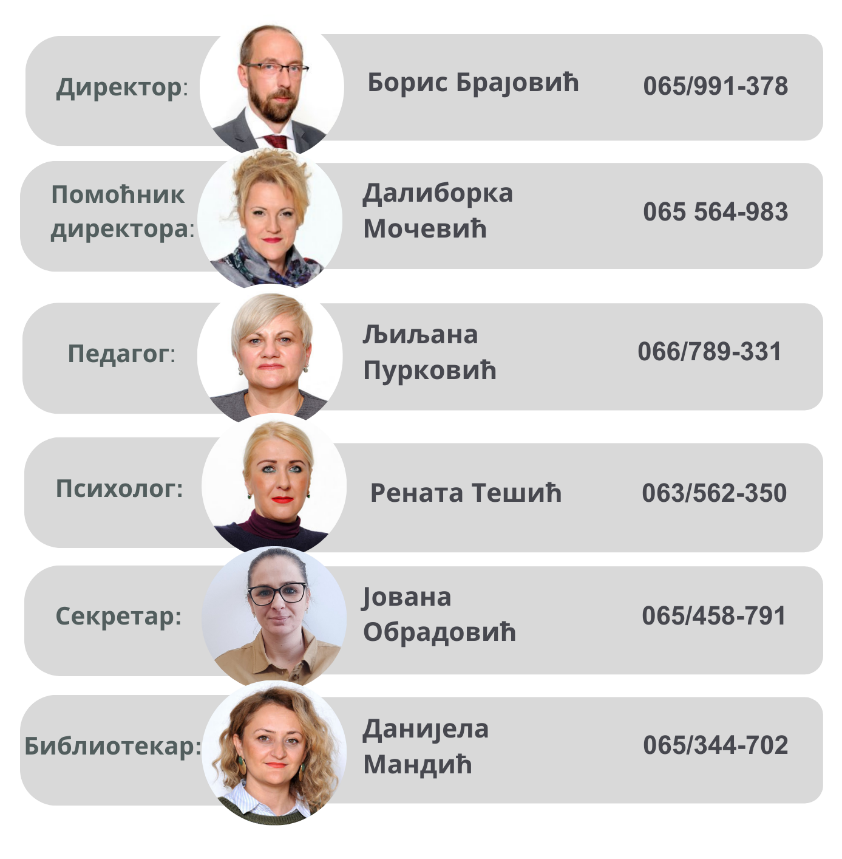 Директор:
Борис Брајовић
065/991-378
Помоћник
директора:
Далиборка
Мочевић
065 564-983
Педагог:
Љиљана
Пурковић
066/789-331
Психолог:
Рената Тешић
063/562-350
Секретар:
Јована
Обрадовић
065/458-791
Библиотекар:
Данијела
Мандић
065/344-702